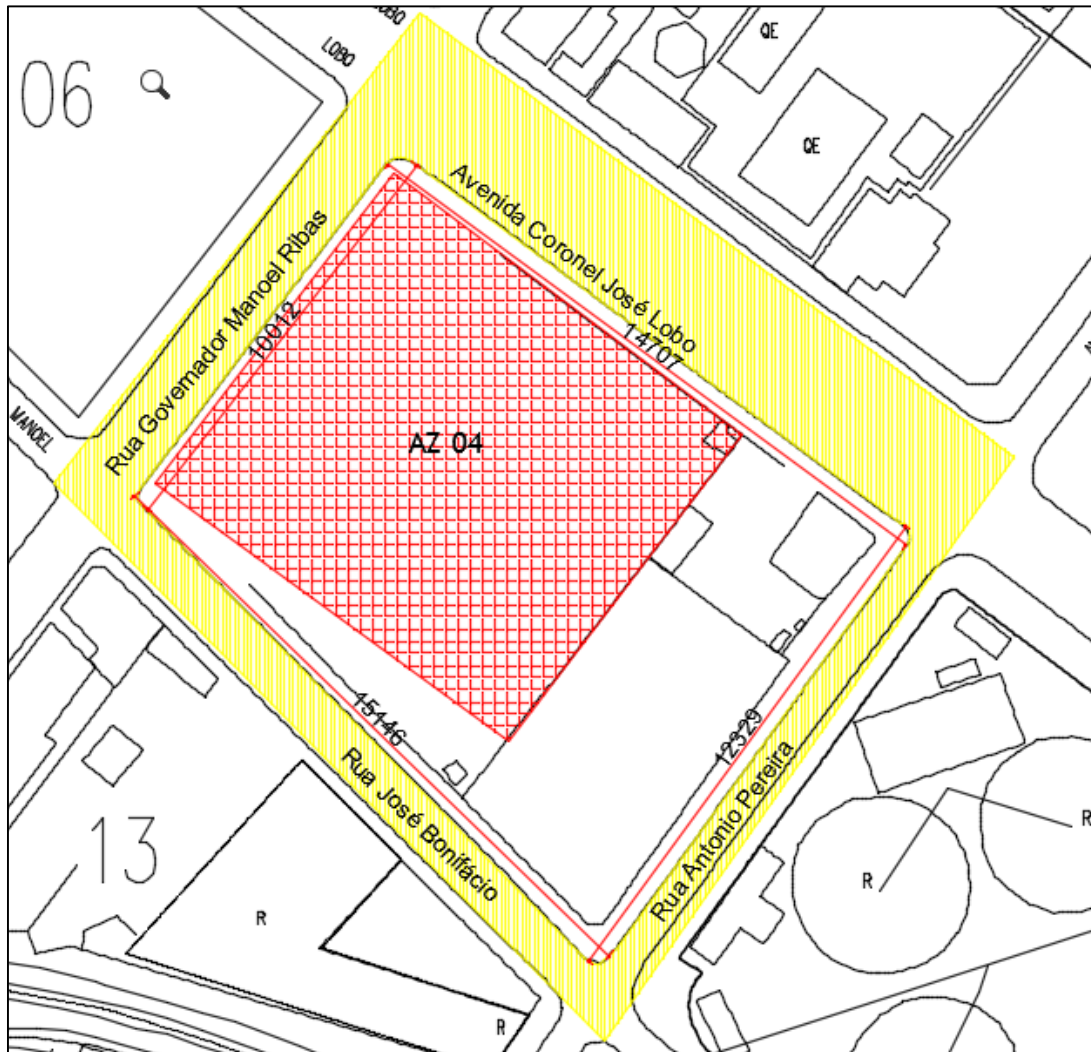 LOBO
LOBO
QE
06
QE
Avenida Coronel José Lobo
Rua Governador Manoel Ribas
10012
14707
MANOEL
AZ 04
15146
12329
Rua José Bonifácio
Rua Antonio Pereira
13
R
R
R
R